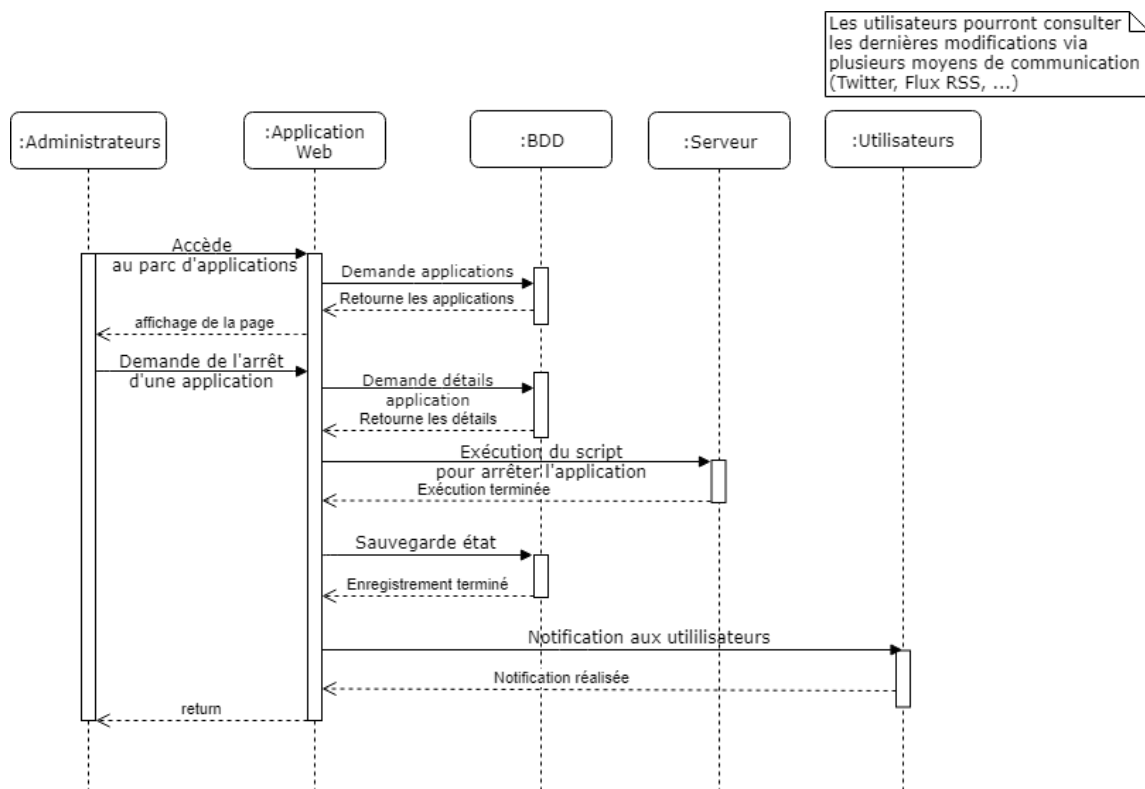 Les utilisateurs pourront consulter
les dernières modifications via
plusieurs moyens de communication
(Twitter, Flux RSS, ...)
:Administrateurs
:Application
Web
:BDD
:Serveur
:Utilisateurs
Accède
au parc d'applications
Demande applications
Retourne les applications
affichage de la page
Demande de l'arrêt
d'une application
Demande détails
application
Retourne les détails
Exécution du script
pour arrêter l'application
Exécution terminée
Sauvegarde état
Enregistrement terminé
Notification aux utililisateurs
Notification réalisée
return